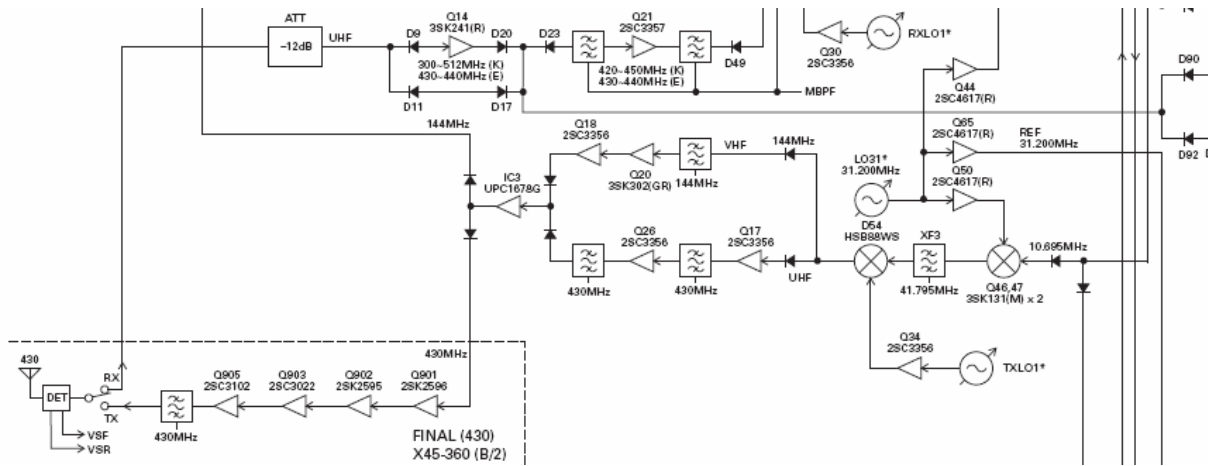 ATT
-12dB
UHF
D9
Q14
3SK241(R)
D20
300~512MHz (K)
430~440MHz (E)
D11
D17
D23
Q21
2SC3357
420~450MHz (K)
430~440MHz (E)
D49
MBPF
Q30
2SC3356
RXLO1*
Q44
2SC4617(R)
Q65
2SC4617(R)
REF
31.200MHz
Q50
2SC4617(R)
D90
D92
144MHz
Q18
2SC3356
Q20
3SK302(GR)
144MHz
VHF
144MHz
IC3
UPC1678G
LO31*
31.200MHz
D54
HSB88WS
XF3
41.795MHz
10.695MHz
Q46,47
3SK131(M) x 2
430MHz
Q26
2SC3356
430MHz
Q17
2SC3356
UHF
Q34
2SC3356
TXLO1*
430MHz
430
DET
RX
TX
VSF
VSR
430MHz
Q905
2SC3102
Q903
2SC3022
Q902
2SK2595
Q901
2SK2596
FINAL (430)
X45-360 (B/2)